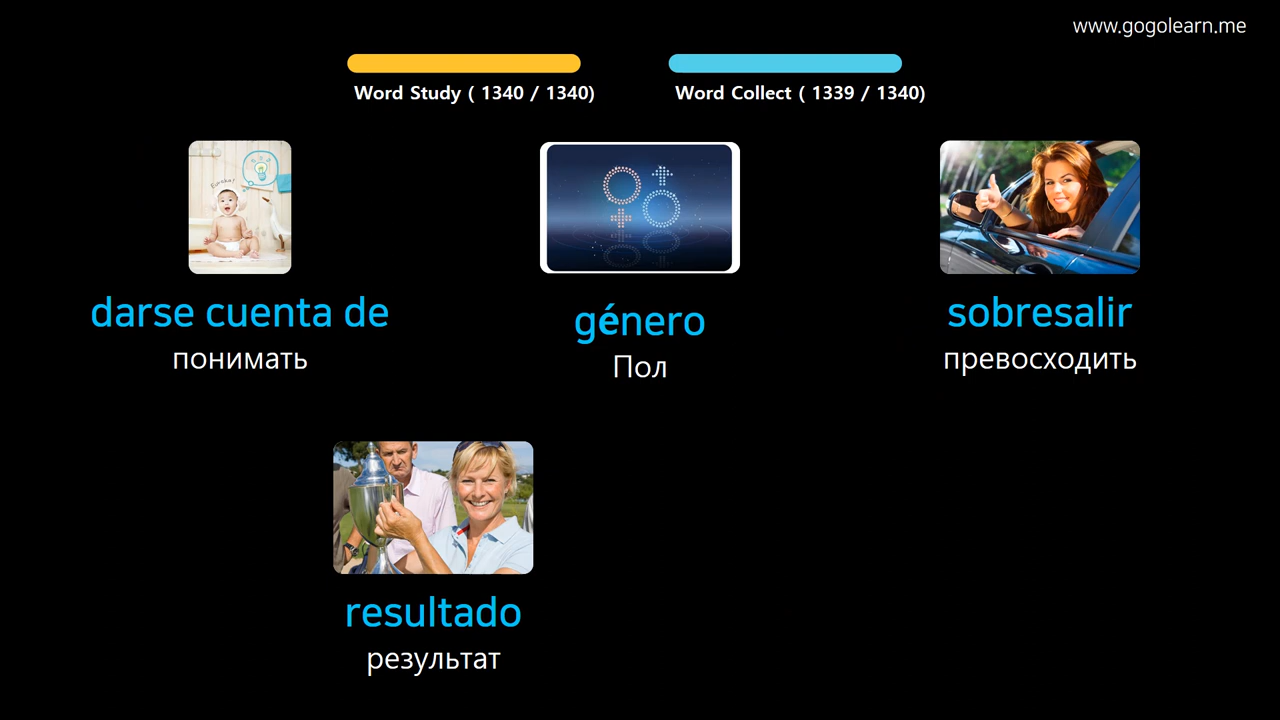 www.gogolearn.me
Word Study ( 1340 / 1340)
Word Collect ( 1339 / 1340)
Eureka!
darse cuenta de
género
sobresalir
понимать
Пол
превосходить
resultado
результат